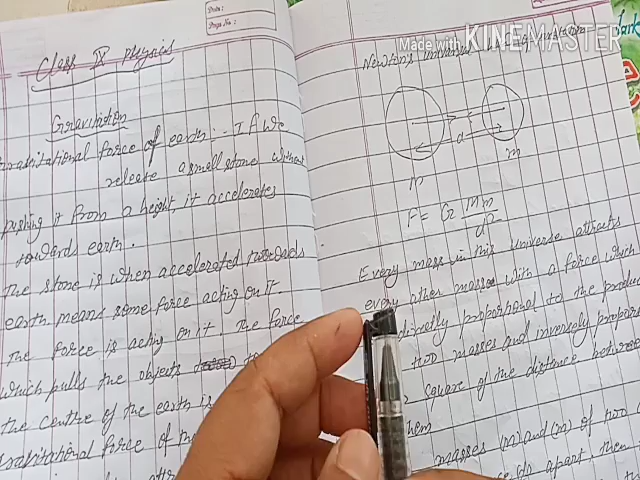 Date :
Page No :
Class IX Physics
Gravitation
gravitational force of earth :- If we
release a small stone without
pushing it from a height, it accelerates
towards earth.
The stone is when accelerated towards
earth means some force acting on it
The force is acting on it. The force
which pulls the objects
the centre of the earth is
gravitational force of the
Made with KINEMASTER
Newton's universal
d
M
m
F = G Mm
d²
Every mass in this universe attracts
every other masses with a force which
directly proportional to the product
masses and inversely
square of the distance between
them
masses (M) and (m) of two
apart, then